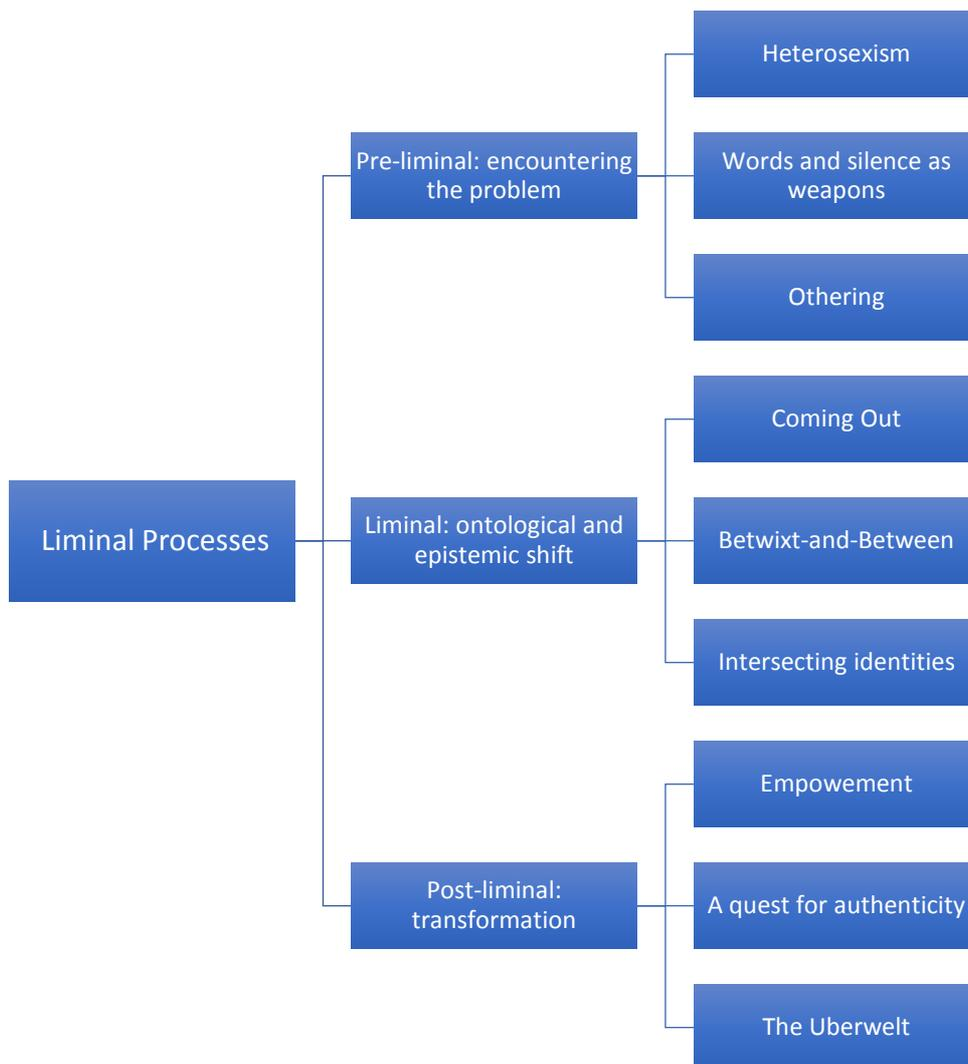 Liminal Processes
Pre-liminal: encountering
the problem
Heterosexism
Words and silence as
weapons
Othering
Liminal: ontological and
epistemic shift
Coming Out
Betwixt-and-Between
Intersecting identities
Post-liminal:
transformation
Empowement
A quest for authenticity
The Uberwelt